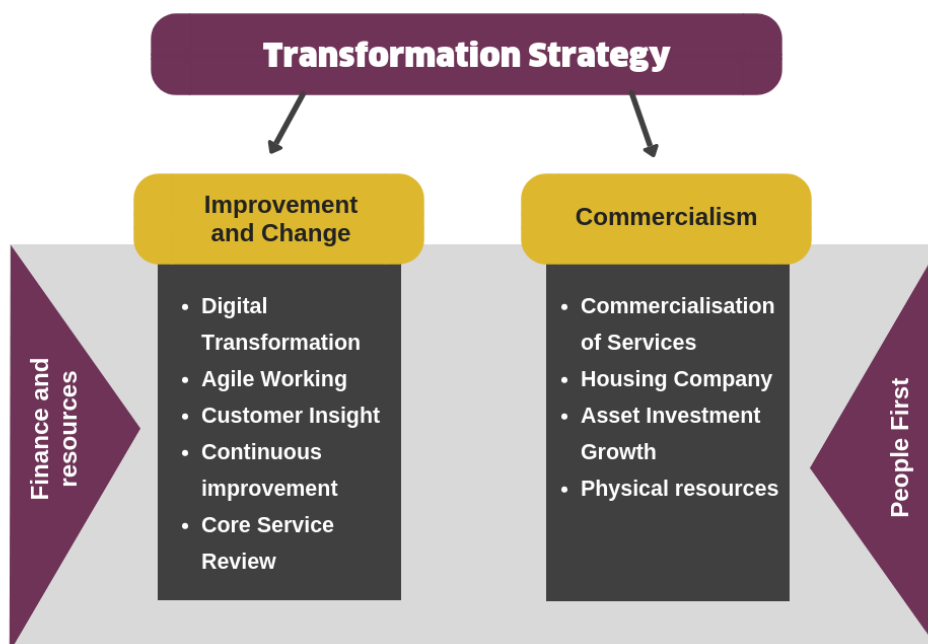 Transformation Strategy
Improvement
and Change
• Digital
Transformation
• Agile Working
• Customer Insight
• Continuous
improvement
• Core Service
Review
Commercialism
• Commercialisation
of Services
• Housing Company
• Asset Investment
Growth
• Physical resources
Finance and
resources
People First